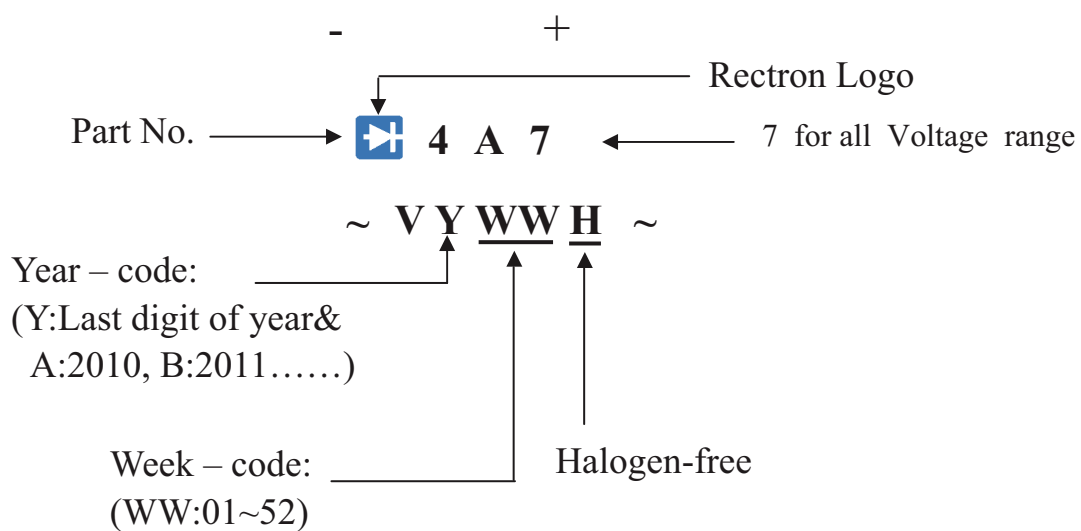 - +
Rectron Logo
Part No. 4 A 7 7 for all Voltage range
~ V Y WW H ~
Year – code:
(Y:Last digit of year&
A:2010, B:2011……)
Week – code:
(WW:01~52)
Halogen-free